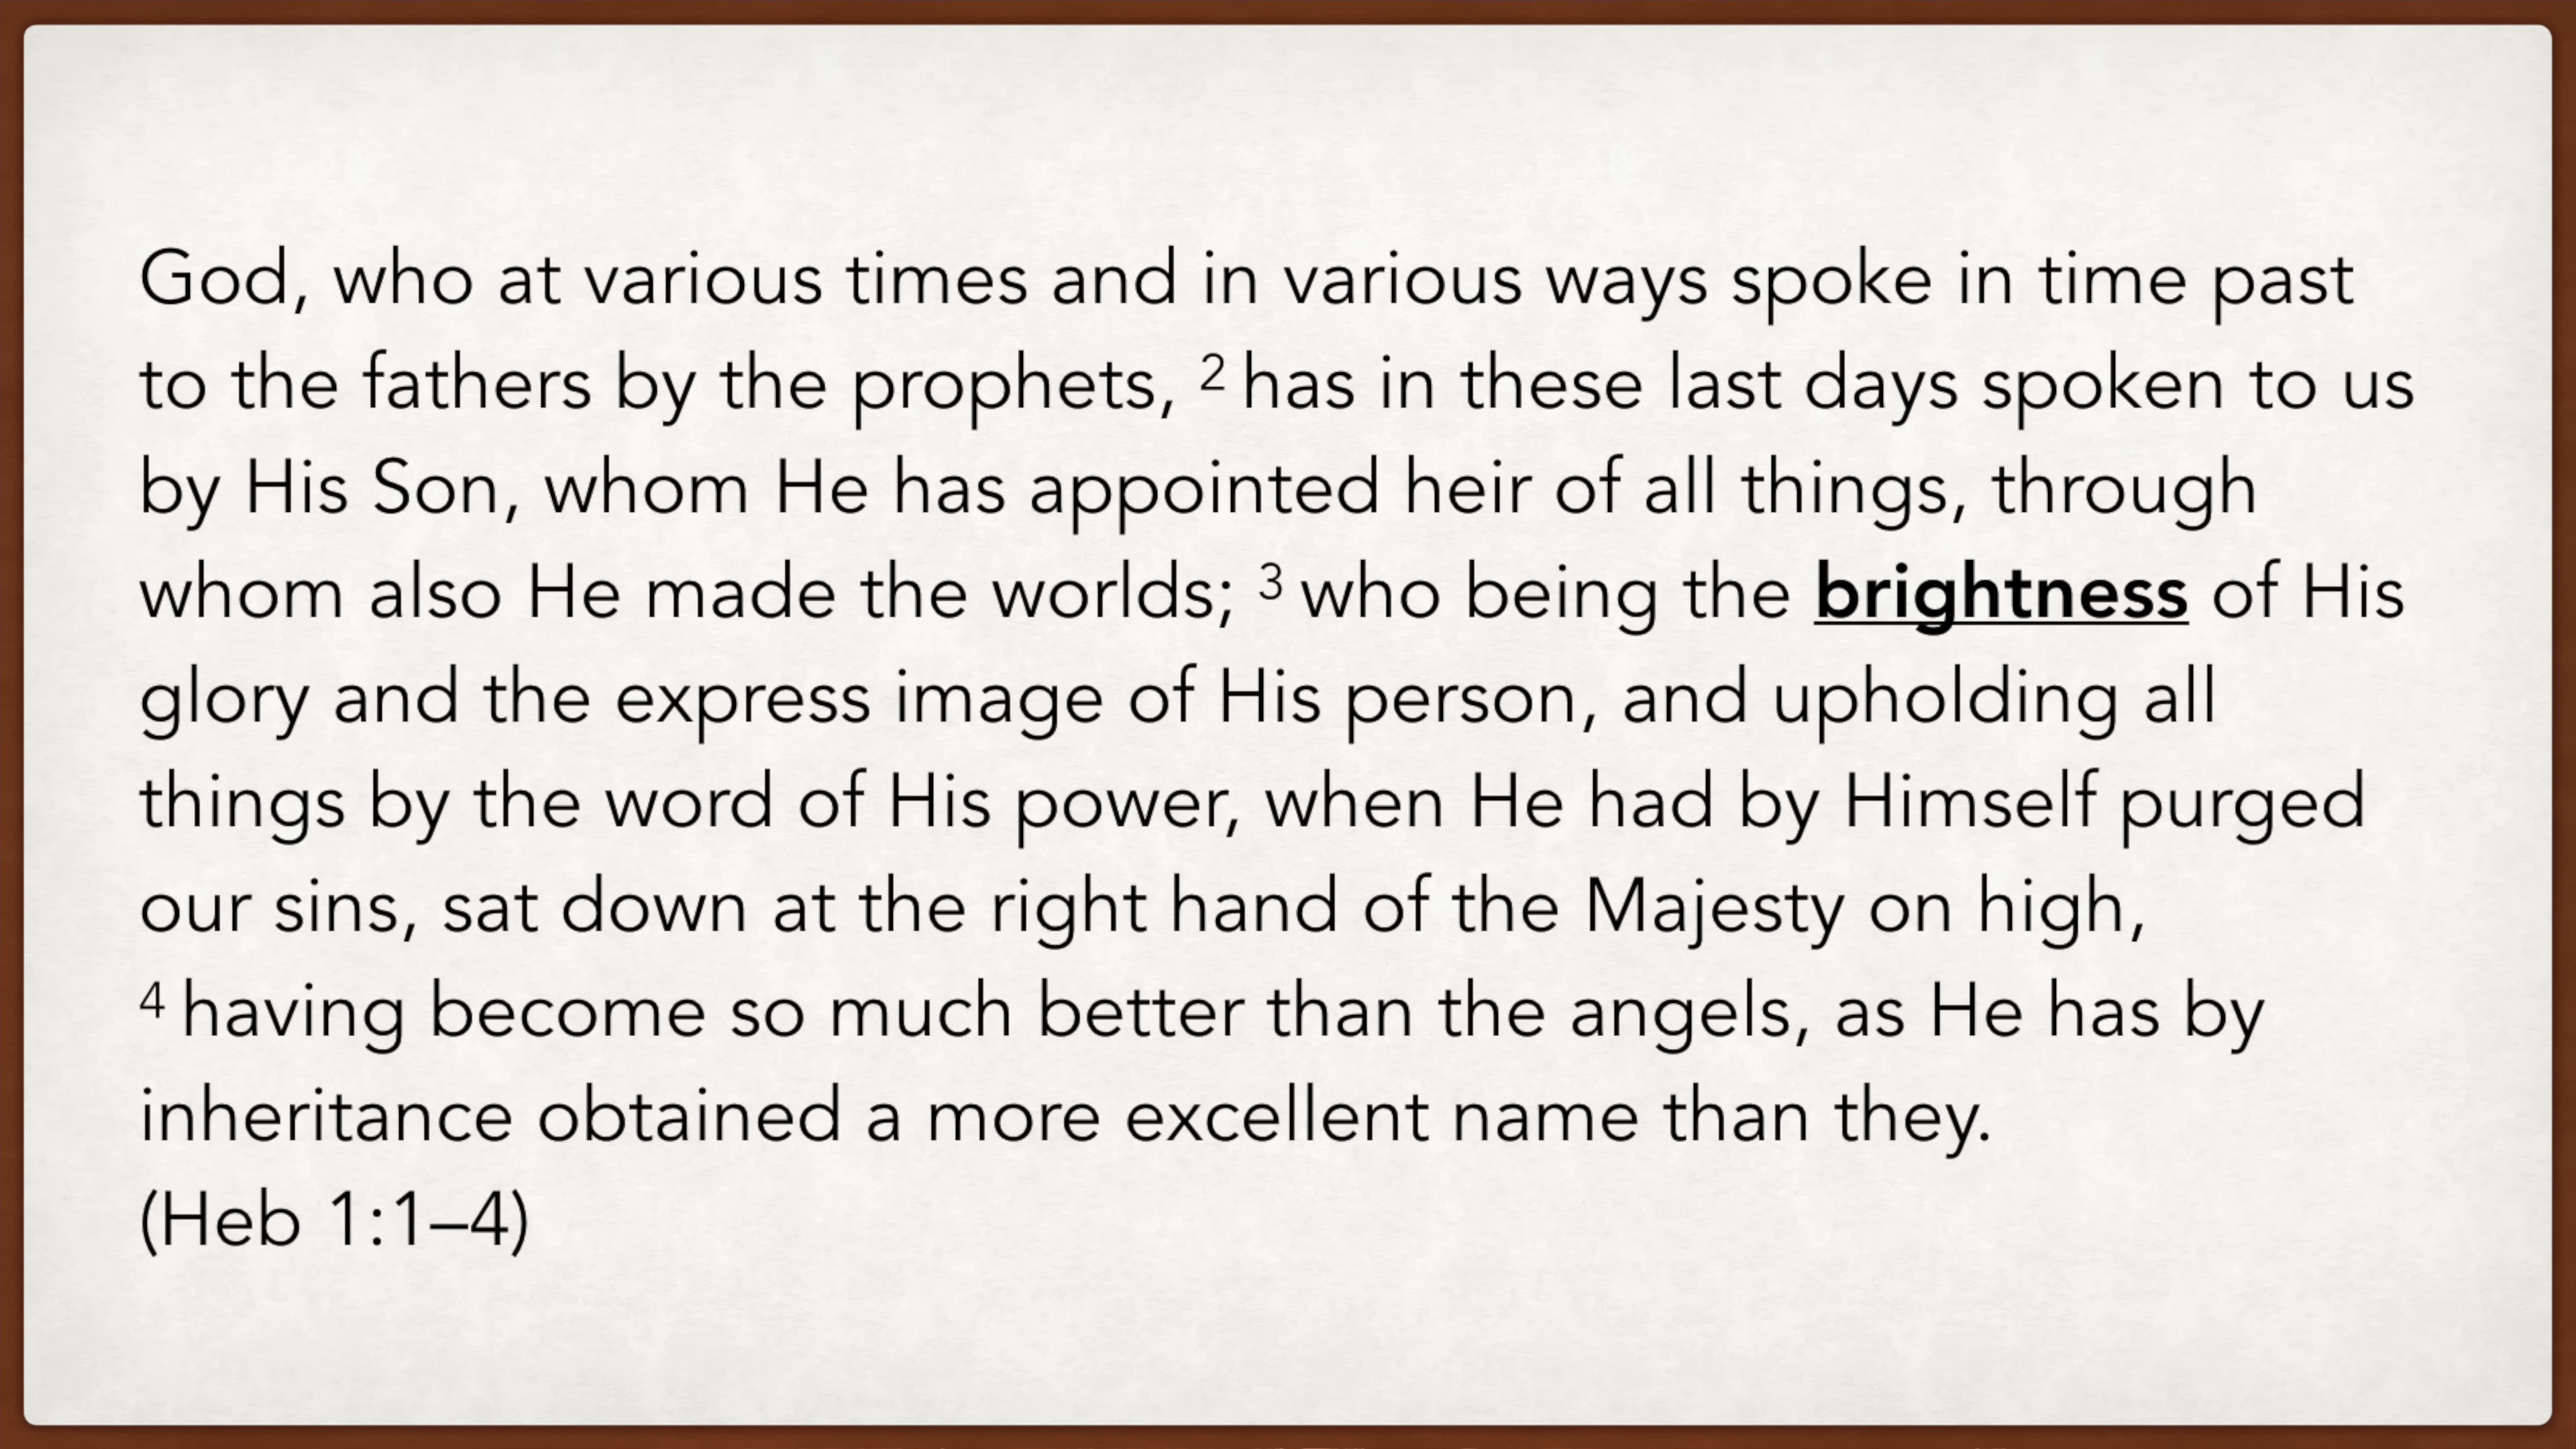 God, who at various times and in various ways spoke in time past
to the fathers by the prophets, 2 has in these last days spoken to us
by His Son, whom He has appointed heir of all things, through
whom also He made the worlds; 3 who being the brightness of His
glory and the express image of His person, and upholding all
things by the word of His power, when He had by Himself purged
our sins, sat down at the right hand of the Majesty on high,
4 having become so much better than the angels, as He has by
inheritance obtained a more excellent name than they.
(Heb 1:1–4)